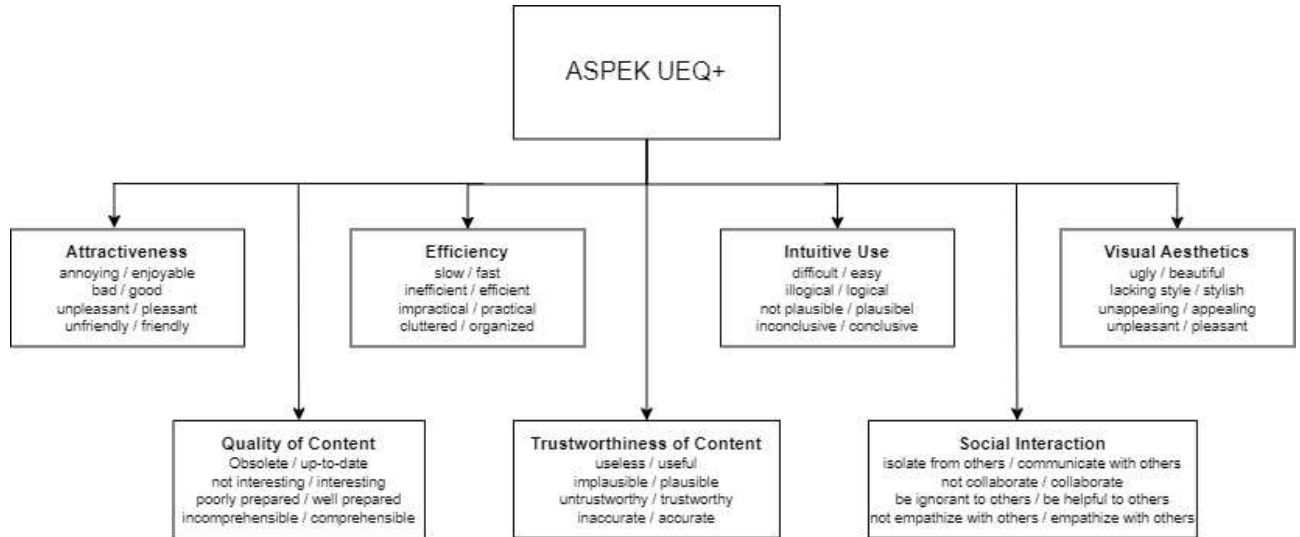 ASPEK UEQ+
Attractiveness
annoying / enjoyable
bad / good
unpleasant / pleasant
unfriendly / friendly
Efficiency
slow / fast
inefficient / efficient
impractical / practical
cluttered / organized
Intuitive Use
difficult / easy
illogical / logical
not plausible / plausibel
inconclusive / conclusive
Visual Aesthetics
ugly / beautiful
lacking style / stylish
unappealing / appealing
unpleasant / pleasant
Quality of Content
Obsolete / up-to-date
not interesting / interesting
poorly prepared / well prepared
incomprehensible / comprehensible
Trustworthiness of Content
useless / useful
implausible / plausible
untrustworthy / trustworthy
inaccurate / accurate
Social Interaction
isolate from others / communicate with others
not collaborate / collaborate
be ignorant to others / be helpful to others
not empathize with others / empathize with others